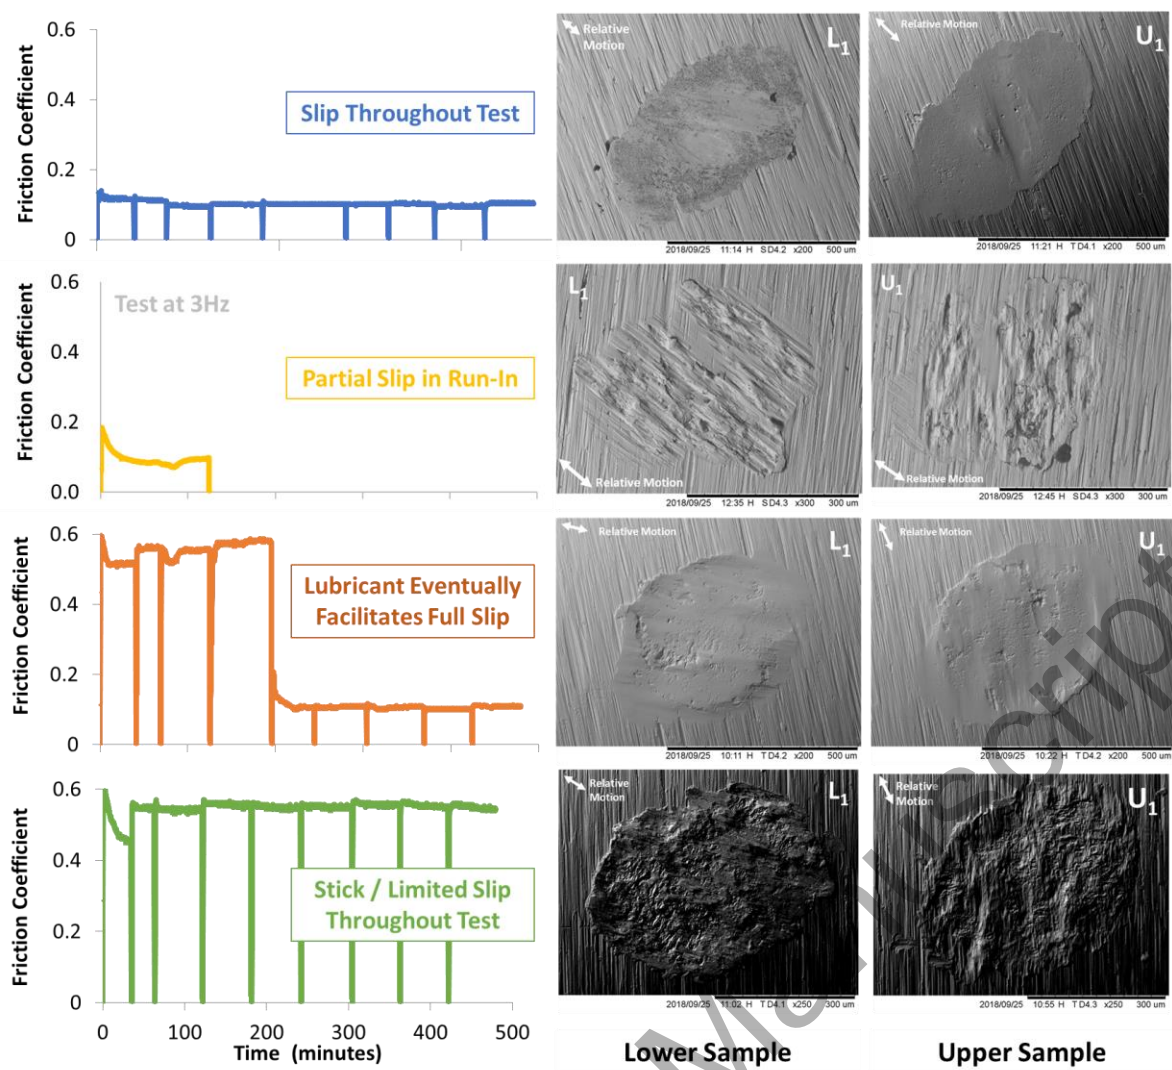 0.6
0.4
0.2
0
Friction Coefficient
Slip Throughout Test
Relative
Motion
L1
2018/09/25 11:14 H SD4.2 x200 500 um
U1
2018/09/25 11:21 H TD4.1 x200 500 um
0.6
0.4
0.2
0.0
Friction Coefficient
Test at 3Hz
Partial Slip in Run-In
L1
Relative Motion
2018/09/25 12:35 H SD4.3 x300 300 um
U1
Relative Motion
2018/09/25 12:45 H SD4.3 x300 300 um
0.6
0.4
0.2
0
Friction Coefficient
Lubricant Eventually
Facilitates Full Slip
Relative Motion
L1
2018/09/25 10:11 H TD4.2 x200 500 um
Relative Motion
U1
2018/09/25 10:22 H TD4.2 x200 500 um
0.6
0.4
0.2
0
Friction Coefficient
Stick / Limited Slip
Throughout Test
0 100 200 300 400 500
Time (minutes)
Relative
Motion
L1
2018/09/25 11:02 H TD4.1 x250 300 um
Relative
Motion
U1
2018/09/25 10:55 H TD4.3 x250 300 um
Lower Sample
Upper Sample
Manuscript